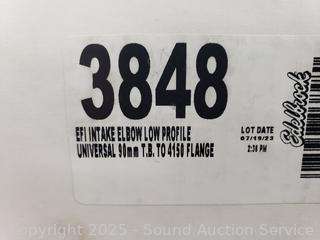 3848
EFI INTAKE ELBOW LOW PROFILE
UNIVERSAL 90mm T.B. TO 4150 FLANGE
LOT DATE
07/19/23
2:36 PM
Edelbrock
Copyright 2025 - Sound Auction Service